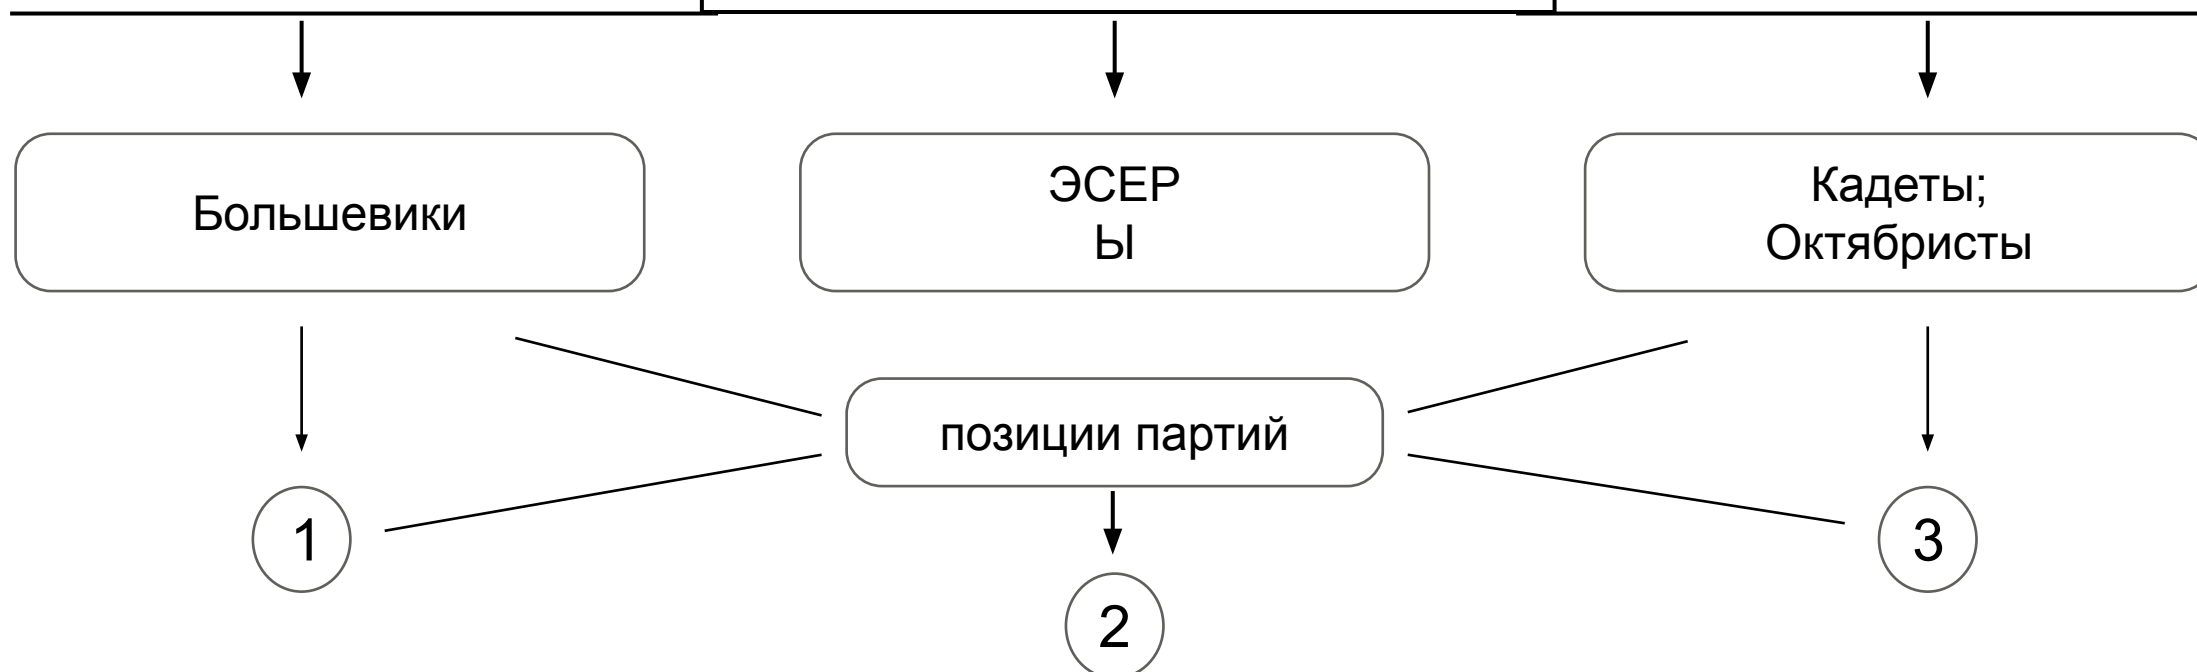 Большевики
ЭСЕР
Ы
Кадеты;
Октябристы
позиции партий
1
2
3